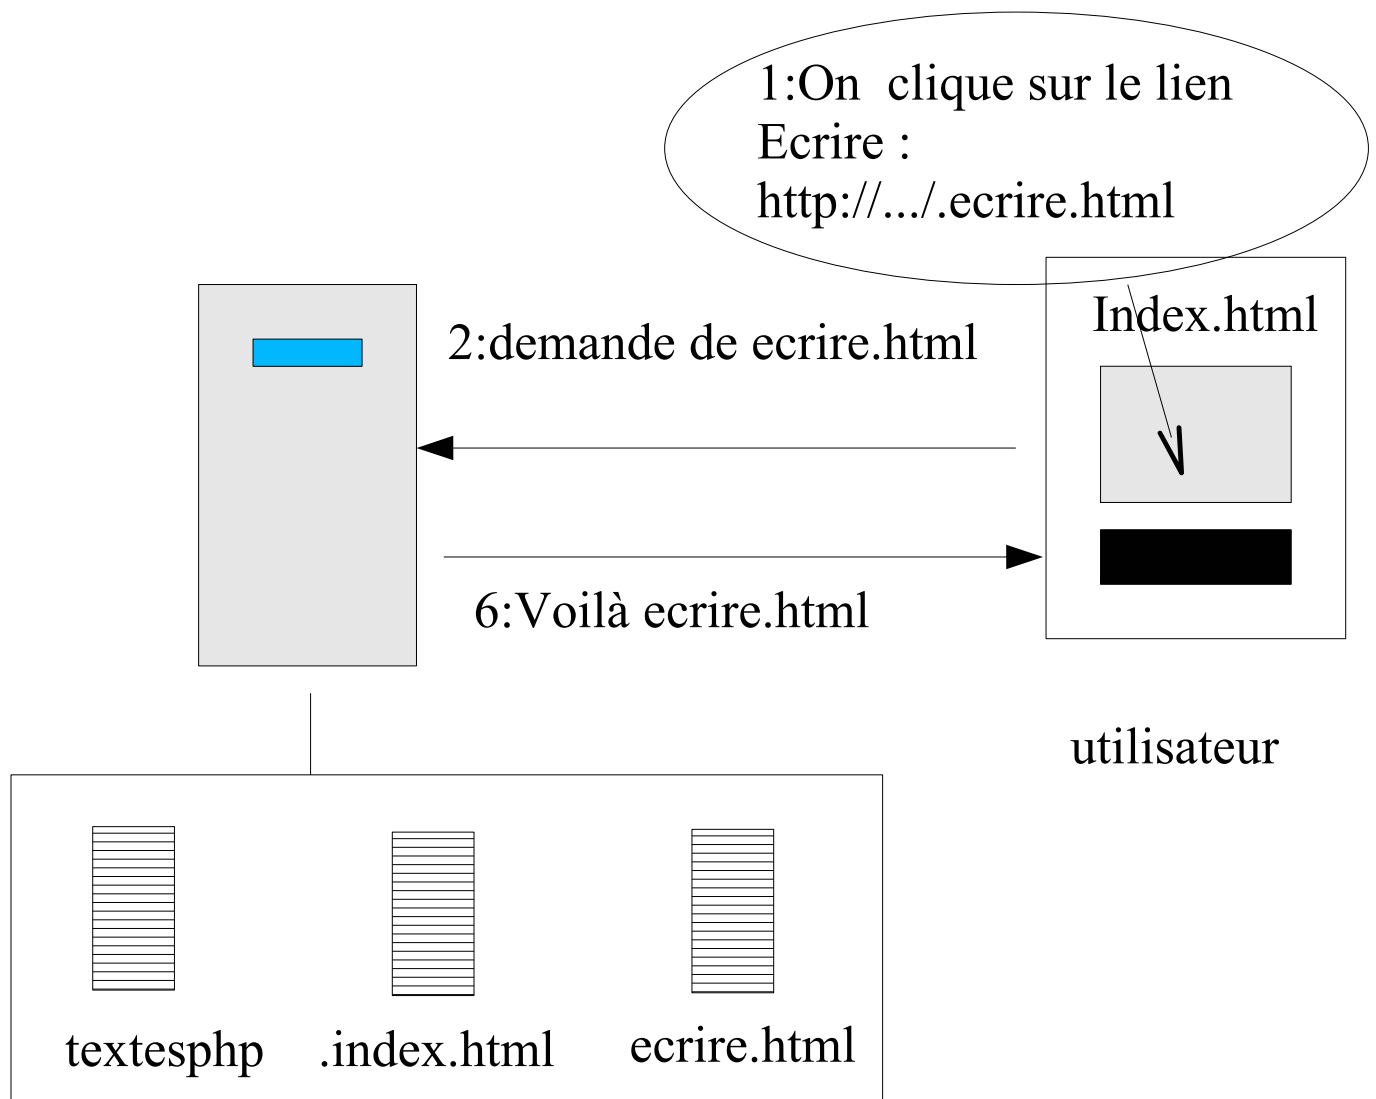 1:On  clique sur le lien
Ecrire :
http://.../.ecrire.html
Index.html
2:demande de ecrire.html
6:Voilà ecrire.html
utilisateur
textesphp
.index.html
ecrire.html